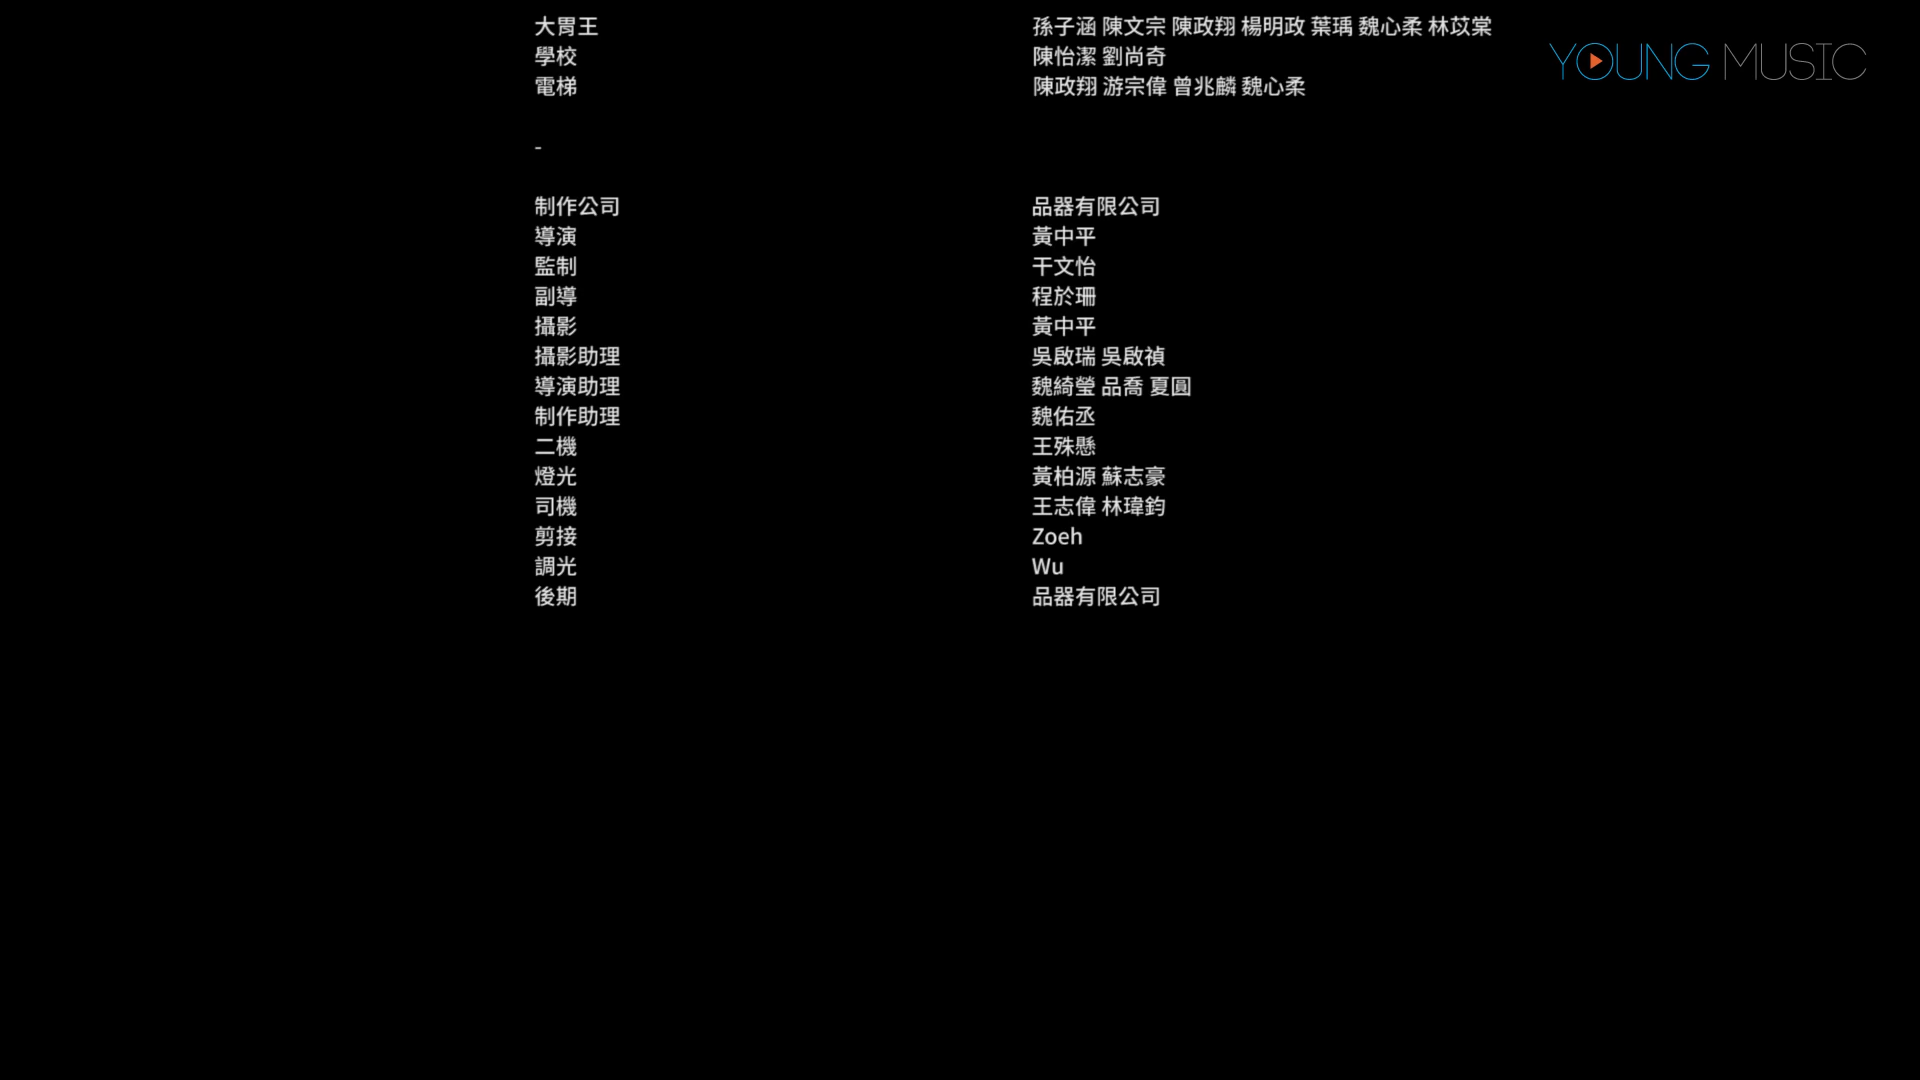 大胃王 孫子涵 陳文宗 陳政翔 楊明政 葉瑀 魏心柔 林苡棠
YOUNG MUSIC
學校 陳怡潔 劉尚奇
電梯 陳政翔 游宗偉 曾兆麟 魏心柔
-
制作公司 品器有限公司
導演 黃中平
監制 干文怡
副導 程於珊
攝影 黃中平
攝影助理 吳啟瑞 吳啟禎
導演助理 魏綺瑩 品喬 夏圓
制作助理 魏佑丞
二機 王殊懸
燈光 黃柏源 蘇志豪
司機 王志偉 林瑋鈞
剪接 Zoeh
調光 Wu
後期 品器有限公司